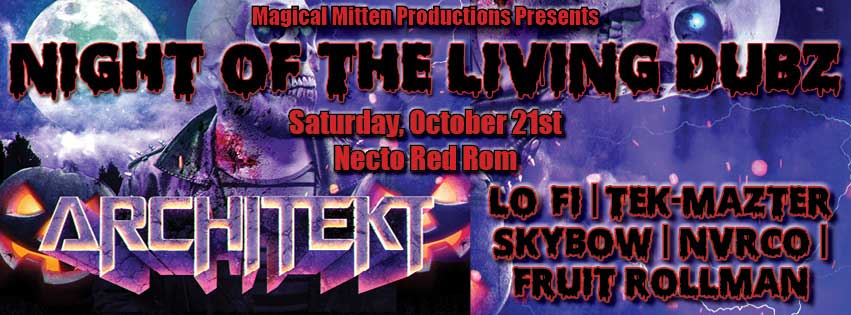 Magical Mitten Productions Presents
NIGHT OF THE LIVING DUBZ
Saturday, October 21st
Necto Red Rom
ARCHITEKT
LO FI | TEK-MAZTER
SKYBOW | NVRCO |
FRUIT ROLLMAN